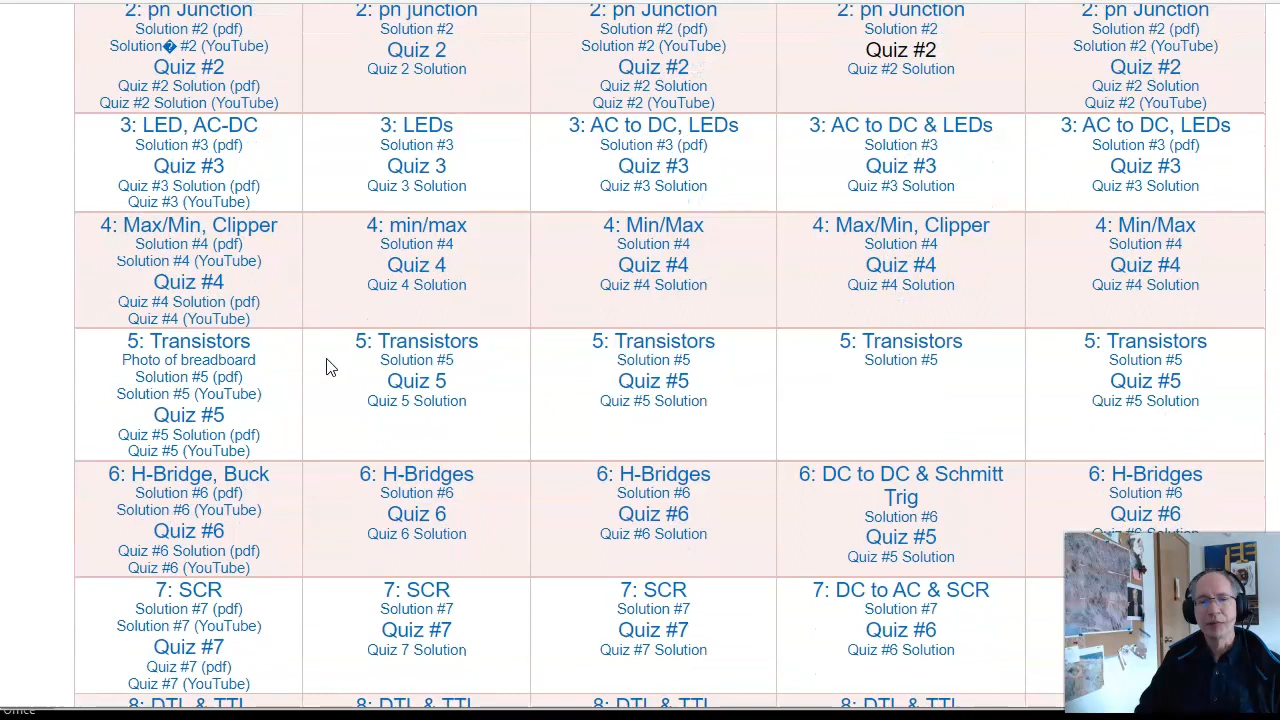 2: pn Junction
Solution #2 (pdf)
Solution� #2 (YouTube)
Quiz #2
Quiz #2 Solution (pdf)
Quiz #2 Solution (YouTube)
2: pn junction
Solution #2
Quiz 2
Quiz 2 Solution
2: pn Junction
Solution #2 (pdf)
Solution #2 (YouTube)
Quiz #2
Quiz #2 Solution
Quiz #2 (YouTube)
2: pn Junction
Solution #2
Quiz #2
Quiz #2 Solution
2: pn Junction
Solution #2 (pdf)
Solution #2 (YouTube)
Quiz #2
Quiz #2 Solution
Quiz #2 (YouTube)
3: LED, AC-DC
Solution #3 (pdf)
Quiz #3
Quiz #3 Solution (pdf)
Quiz #3 (YouTube)
3: LEDs
Solution #3
Quiz 3
Quiz 3 Solution
3: AC to DC, LEDs
Solution #3 (pdf)
Quiz #3
Quiz #3 Solution
3: AC to DC & LEDs
Solution #3
Quiz #3
Quiz #3 Solution
3: AC to DC, LEDs
Solution #3 (pdf)
Quiz #3
Quiz #3 Solution
4: Max/Min, Clipper
Solution #4 (pdf)
Solution #4 (YouTube)
Quiz #4
Quiz #4 Solution (pdf)
Quiz #4 (YouTube)
4: min/max
Solution #4
Quiz 4
Quiz 4 Solution
4: Min/Max
Solution #4
Quiz #4
Quiz #4 Solution
4: Max/Min, Clipper
Solution #4
Quiz #4
Quiz #4 Solution
4: Min/Max
Solution #4
Quiz #4
Quiz #4 Solution
5: Transistors
Photo of breadboard
Solution #5 (pdf)
Solution #5 (YouTube)
Quiz #5
Quiz #5 Solution (pdf)
Quiz #5 (YouTube)
5: Transistors
Solution #5
Quiz 5
Quiz 5 Solution
5: Transistors
Solution #5
Quiz #5
Quiz #5 Solution
5: Transistors
Solution #5
5: Transistors
Solution #5
Quiz #5
Quiz #5 Solution
6: H-Bridge, Buck
Solution #6 (pdf)
Solution #6 (YouTube)
Quiz #6
Quiz #6 Solution (pdf)
Quiz #6 (YouTube)
6: H-Bridges
Solution #6
Quiz 6
Quiz 6 Solution
6: H-Bridges
Solution #6
Quiz #6
Quiz #6 Solution
6: DC to DC & Schmitt
Trig
Solution #6
Quiz #5
Quiz #5 Solution
6: H-Bridges
Solution #6
Quiz #6
Quiz #6 Solution
7: SCR
Solution #7 (pdf)
Solution #7 (YouTube)
Quiz #7
Quiz #7 (pdf)
Quiz #7 (YouTube)
7: SCR
Solution #7
Quiz #7
Quiz 7 Solution
7: SCR
Solution #7
Quiz #7
Quiz #7 Solution
7: DC to AC & SCR
Solution #7
Quiz #6
Quiz #6 Solution
8: DTL & TTL
8: DTL & TTL
8: DTL & TTL
8: DTL & TTL
Office